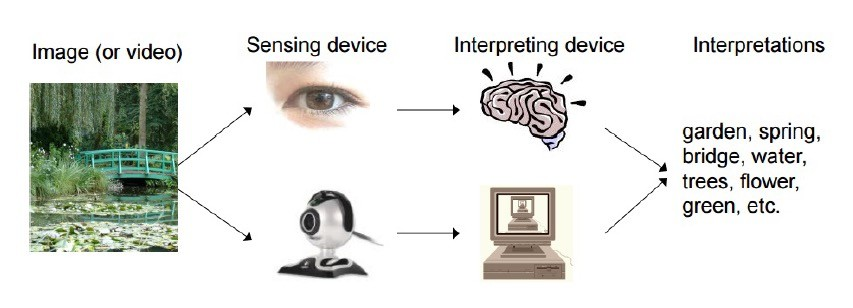 Image (or video)
Sensing device
Interpreting device
Interpretations
garden, spring,
bridge, water,
trees, flower,
green, etc.